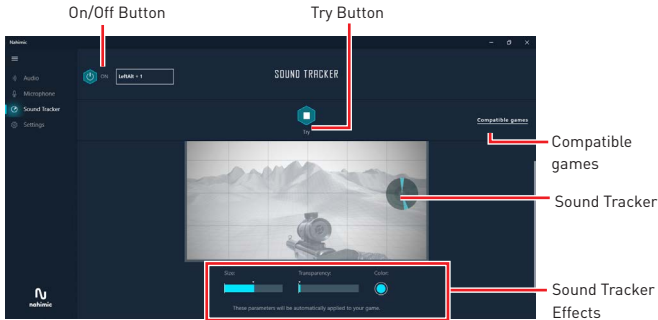 On/Off Button
Try Button
Nahimic
ON
LeftAlt + 1
SOUND TRACKER
Audio
Microphone
Sound Tracker
Settings
Try
Compatible games
Compatible
games
Sound Tracker
Size:
Transparency:
Color:
These parameters will be automatically applied to your game.
Sound Tracker
Effects
nahimic